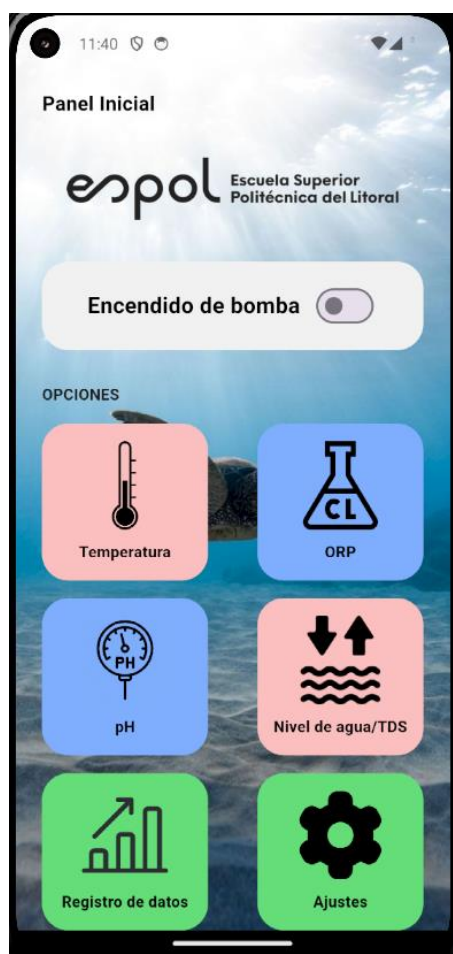 11:40
Panel Inicial
espol Escuela Superior
Politécnica del Litoral
Encendido de bomba
OPCIONES
Temperatura
CL
ORP
PH
pH
Nivel de agua/TDS
Registro de datos
Ajustes